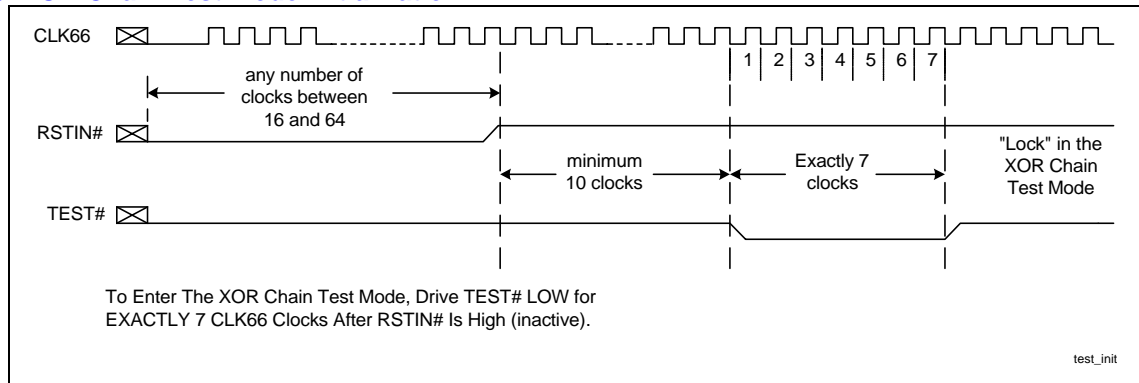 CLK66
1 2 3 4 5 6 7
any number of
clocks between
16 and 64
RSTIN#
minimum
10 clocks
Exactly 7
clocks
"Lock" in the
XOR Chain
Test Mode
TEST#
To Enter The XOR Chain Test Mode, Drive TEST# LOW for
EXACTLY 7 CLK66 Clocks After RSTIN# Is High (inactive).
test_init